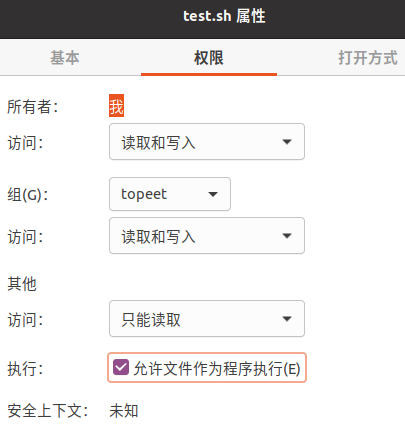 test.sh 属性
基本 权限 打开方式
所有者： 我
访问： 读取和写入
组(G)： topeet
访问： 读取和写入
其他
访问： 只能读取
执行： 允许文件作为程序执行(E)
安全上下文： 未知